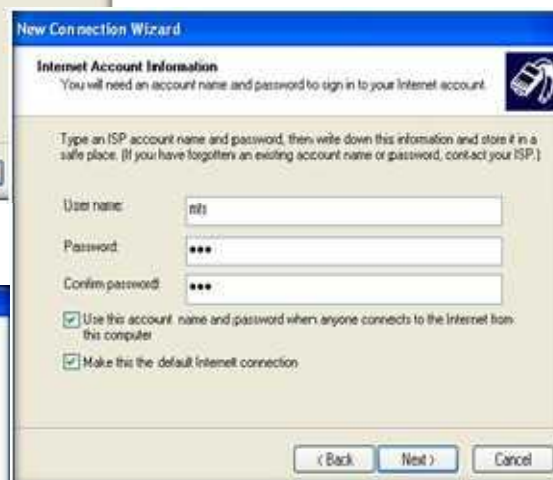 New Connection Wizard
Internet Account Information
You will need an account name and password to sign in to your Internet account.
Type an ISP account name and password, then write down this information and store it in a
safe place. (If you have forgotten an existing account name or password, contact your ISP.)
User name:
mts
Password:
•••
Confirm password:
•••
Use this account name and password when anyone connects to the Internet from
this computer
Make this the default Internet connection
< Back
Next >
Cancel